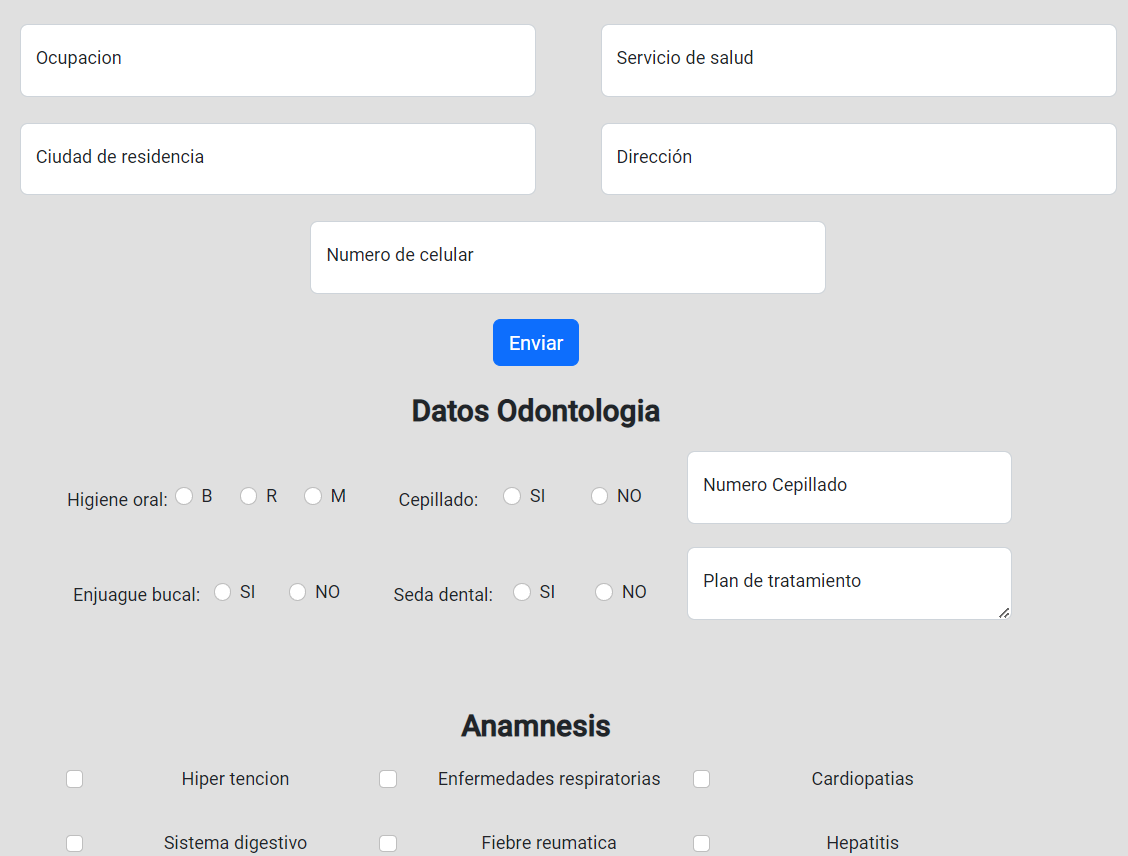 Ocupacion
Servicio de salud
Ciudad de residencia
Dirección
Numero de celular
Enviar
Datos Odontologia
Higiene oral: B R M Cepillado: SI NO
Numero Cepillado
Enjuague bucal: SI NO Seda dental: SI NO
Plan de tratamiento
Anamnesis
Hiper tencion
Enfermedades respiratorias
Cardiopatias
Sistema digestivo
Fiebre reumatica
Hepatitis